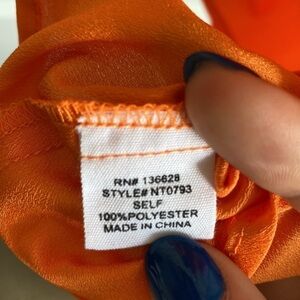 RN# 136628
STYLE# NT0793
SELF
100%POLYESTER
MADE IN CHINA